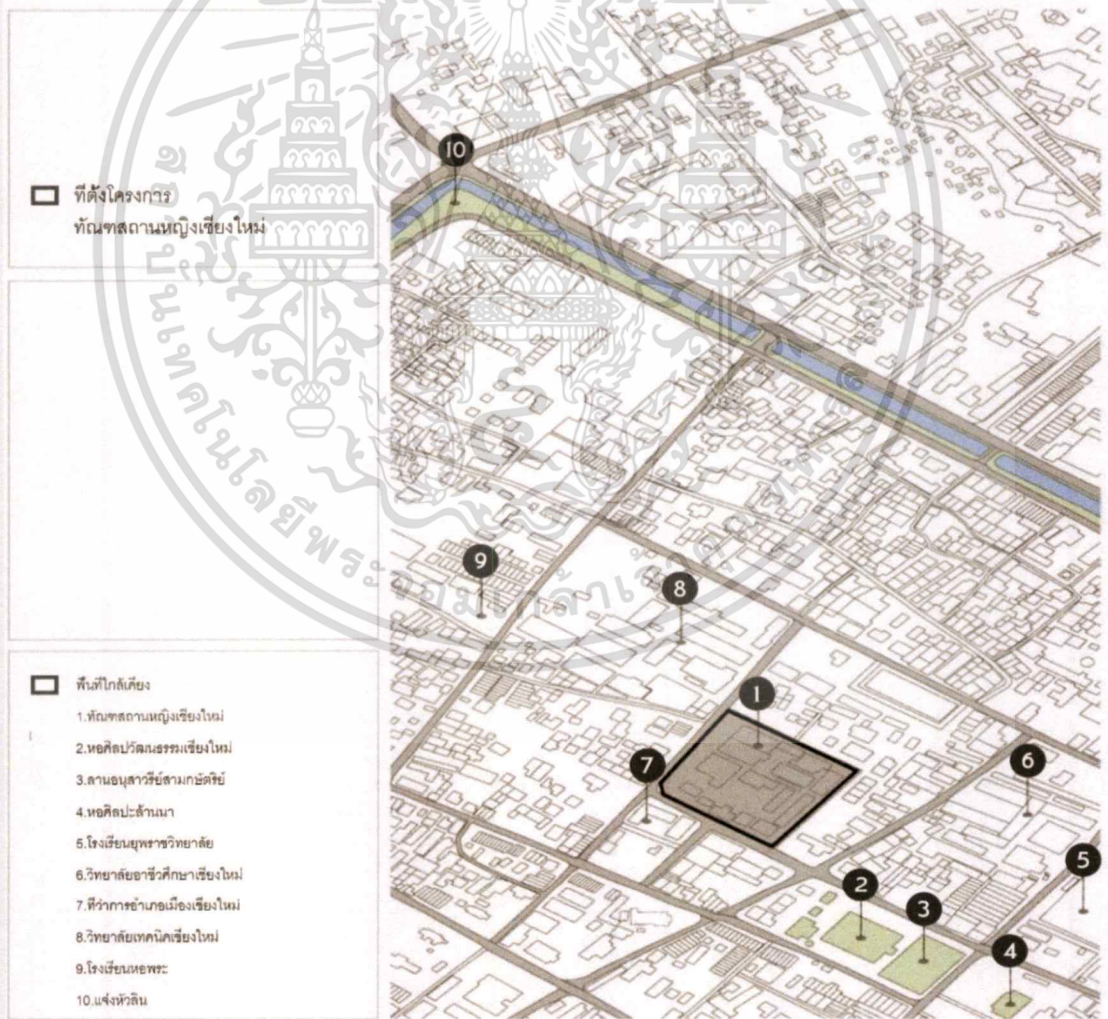 ที่ตั้งโครงการ
ทัณฑสถานหญิงเชียงใหม่
พื้นที่ใกล้เคียง
1.ทัณฑสถานหญิงเชียงใหม่
2.หอศิลปวัฒนธรรมเชียงใหม่
3.ลานอนุสาวรีย์สามกษัตริย์
4.หอศิลปะล้านนา
5.โรงเรียนยุพราชวิทยาลัย
6.วิทยาลัยอาชีวศึกษาเชียงใหม่
7.ที่ว่าการอำเภอเมืองเชียงใหม่
8.วิทยาลัยเทคนิคเชียงใหม่
9.โรงเรียนหอพระ
10.แจ่งหัวลิน
10
9
8
1
7
6
5
2
3
4